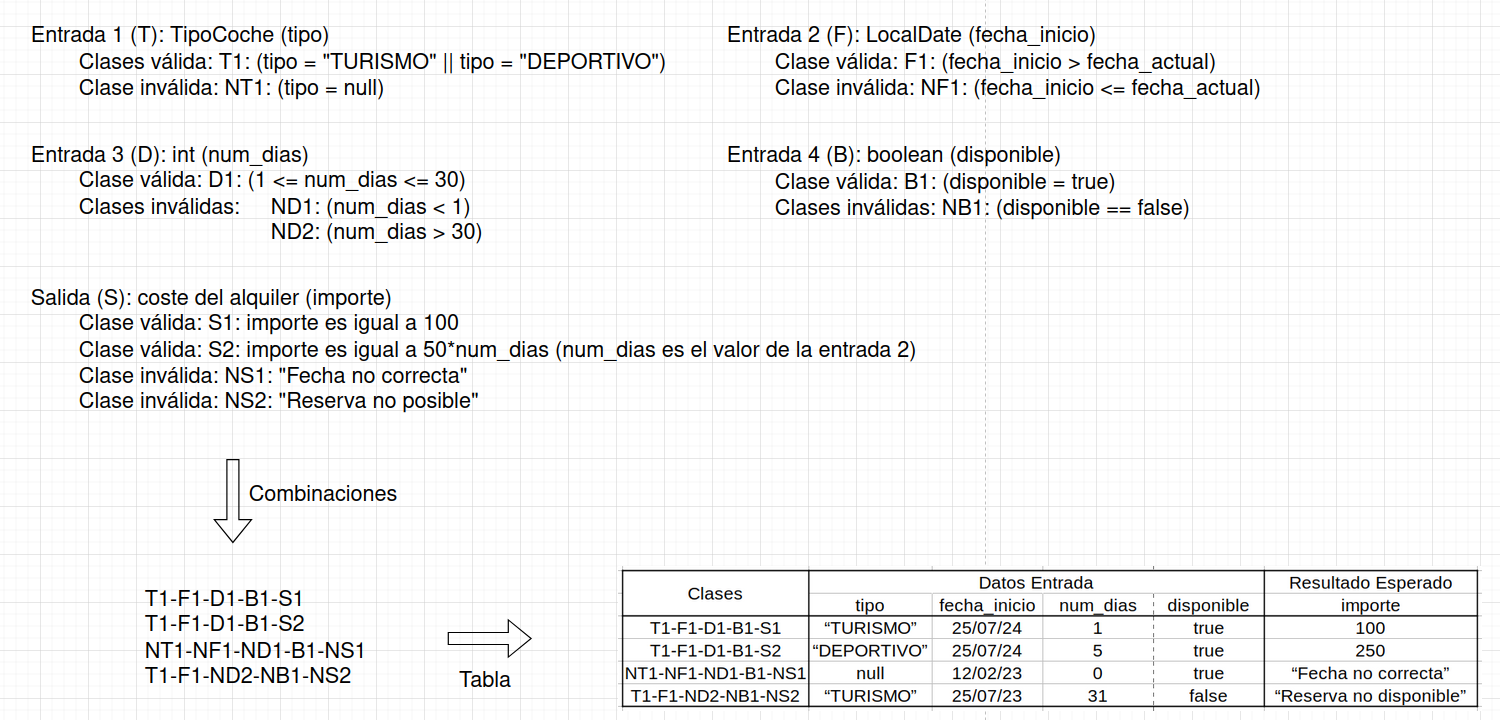 Entrada 1 (T): TipoCoche (tipo)
Clases válida: T1: (tipo = "TURISMO" || tipo = "DEPORTIVO")
Clase inválida: NT1: (tipo = null)
Entrada 2 (F): LocalDate (fecha_inicio)
Clase válida: F1: (fecha_inicio > fecha_actual)
Clase inválida: NF1: (fecha_inicio <= fecha_actual)
Entrada 3 (D): int (num_dias)
Clase válida: D1: (1 <= num_dias <= 30)
Clases inválidas: ND1: (num_dias < 1)
ND2: (num_dias > 30)
Entrada 4 (B): boolean (disponible)
Clase válida: B1: (disponible = true)
Clases inválidas: NB1: (disponible == false)
Salida (S): coste del alquiler (importe)
Clase válida: S1: importe es igual a 100
Clase válida: S2: importe es igual a 50*num_dias (num_dias es el valor de la entrada 2)
Clase inválida: NS1: "Fecha no correcta"
Clase inválida: NS2: "Reserva no posible"
Combinaciones
T1-F1-D1-B1-S1
T1-F1-D1-B1-S2
NT1-NF1-ND1-B1-NS1
T1-F1-ND2-NB1-NS2
Tabla
Clases Datos Entrada Resultado Esperado
tipo fecha_inicio num_dias disponible importe
T1-F1-D1-B1-S1 “TURISMO” 25/07/24 1 true 100
T1-F1-D1-B1-S2 “DEPORTIVO” 25/07/24 5 true 250
NT1-NF1-ND1-B1-NS1 null 12/02/23 0 true “Fecha no correcta”
T1-F1-ND2-NB1-NS2 “TURISMO” 25/07/23 31 false “Reserva no disponible”